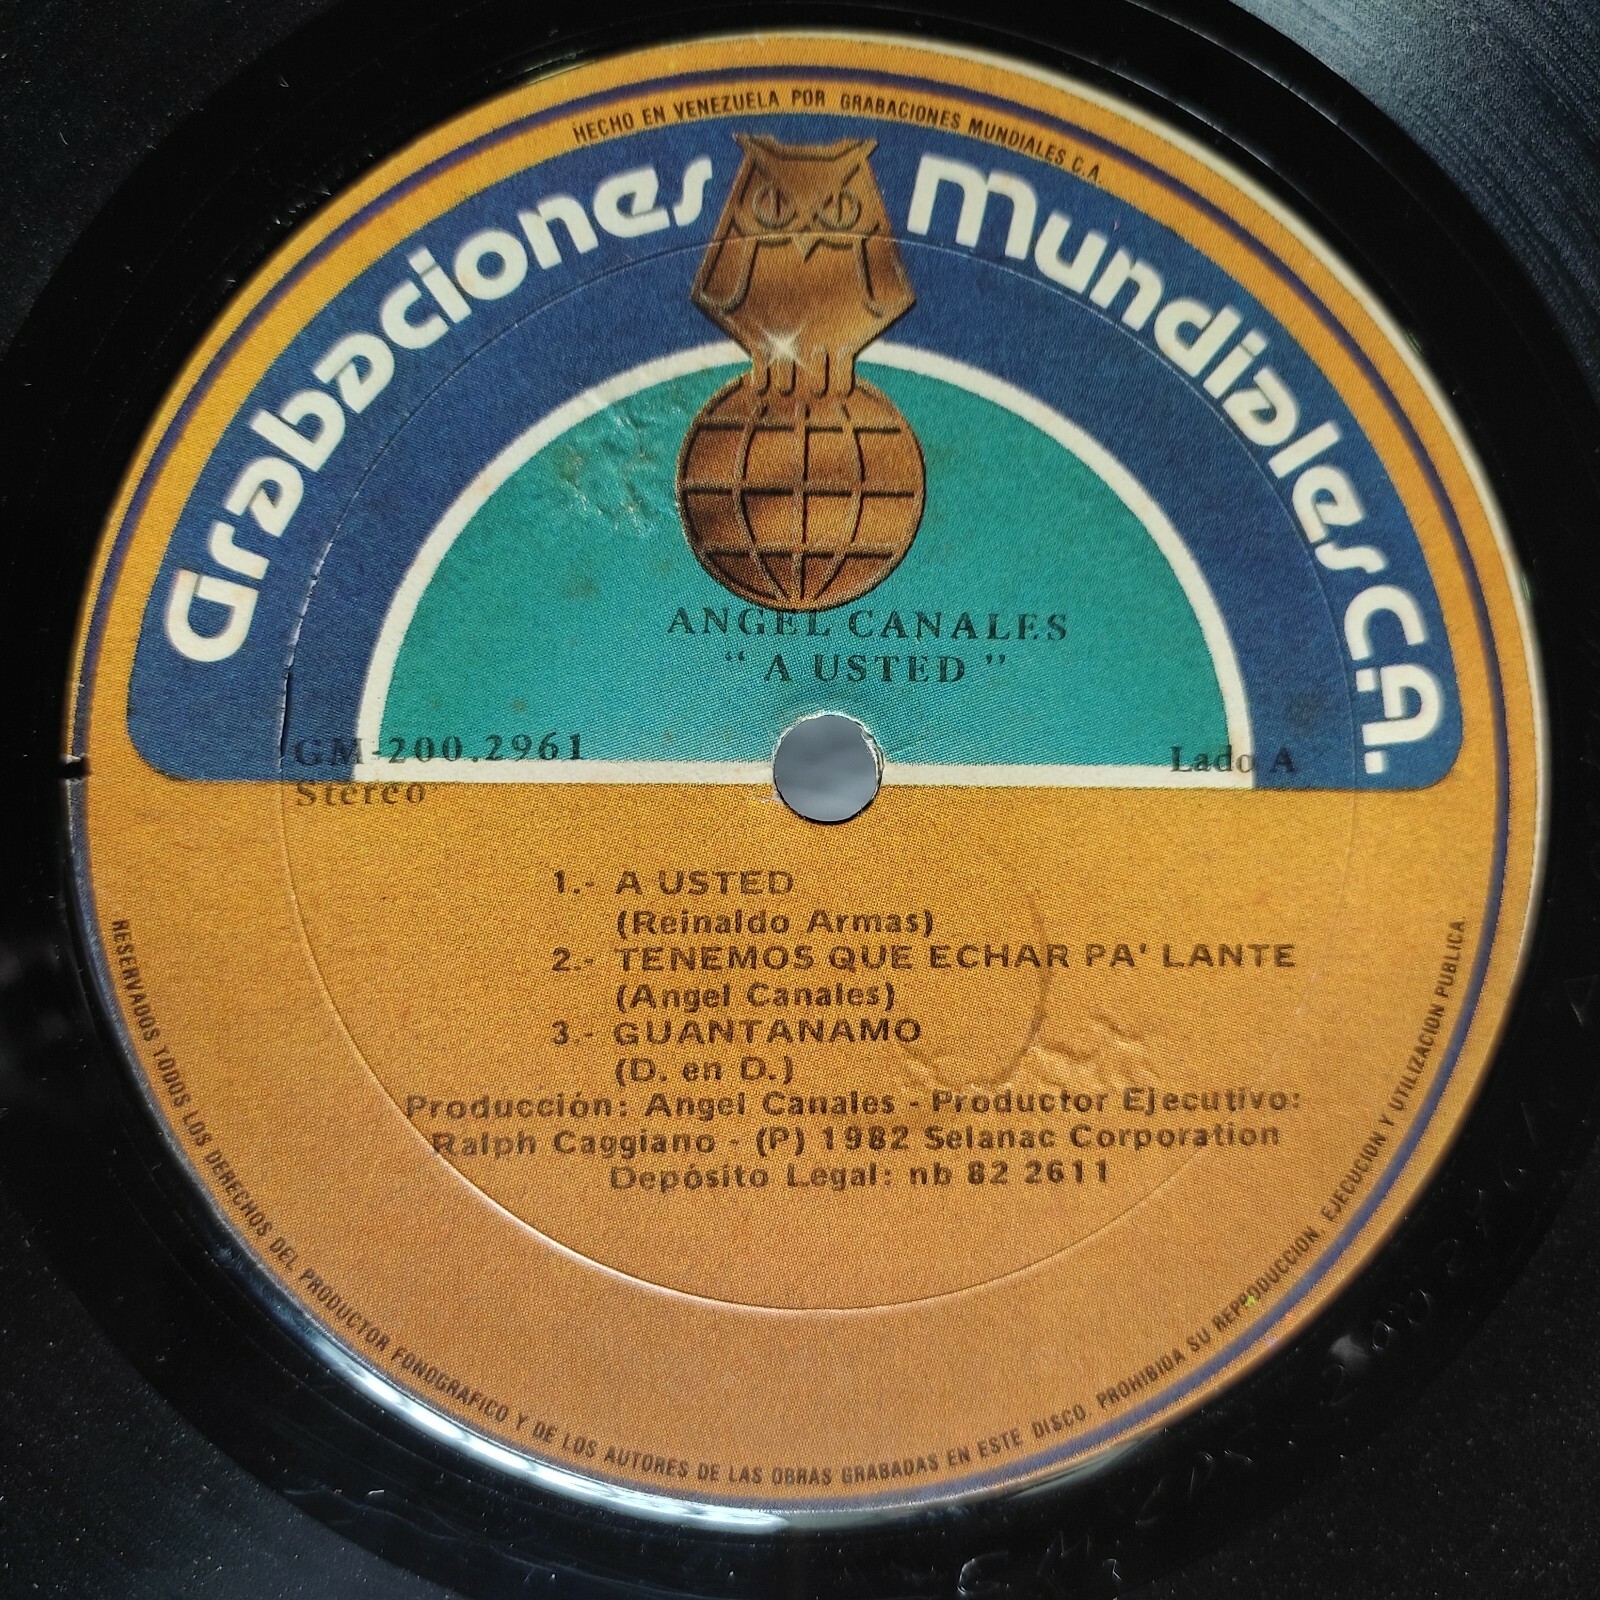 HECHO EN VENEZUELA POR GRABACIONES MUNDIALES C.A.
Grabaciones Mundiales C.A.
ANGEL CANALES
“ A USTED ”
GM-200.2961
Lado A
Stereo
1.- A USTED
(Reinaldo Armas)
2.- TENEMOS QUE ECHAR PA' LANTE
(Angel Canales)
3.- GUANTANAMO
(D. en D.)
Producción: Angel Canales - Productor Ejecutivo:
Ralph Caggiano - (P) 1982 Selanac Corporation
Depósito Legal: nb 82 2611
RESERVADOS TODOS LOS DERECHOS DEL PRODUCTOR FONOGRAFICO Y DE LOS AUTORES DE LAS OBRAS GRABADAS EN ESTE DISCO. PROHIBIDA SU REPRODUCCION, EJECUCION Y UTILIZACION PUBLICA.